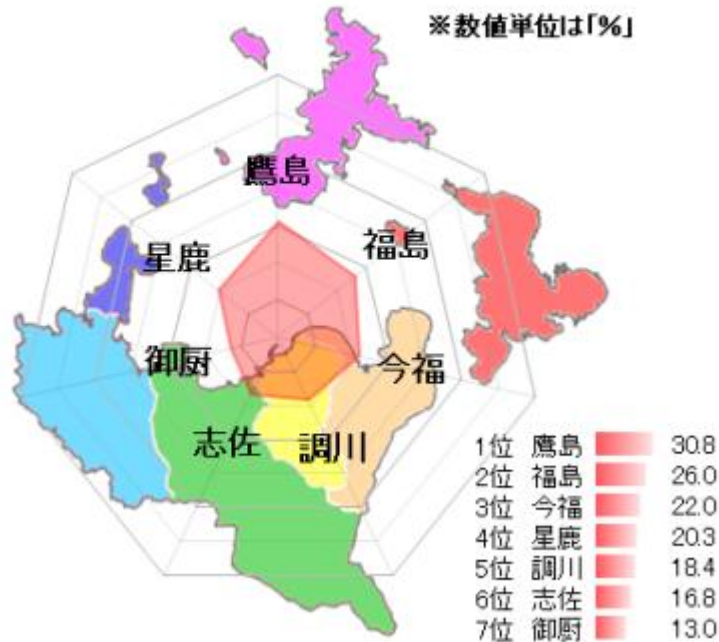 ※数値単位は「%」
鷹島
福島
星鹿
御厨
今福
志佐
調川
1位 鷹島 30.8
2位 福島 26.0
3位 今福 22.0
4位 星鹿 20.3
5位 調川 18.4
6位 志佐 16.8
7位 御厨 13.0